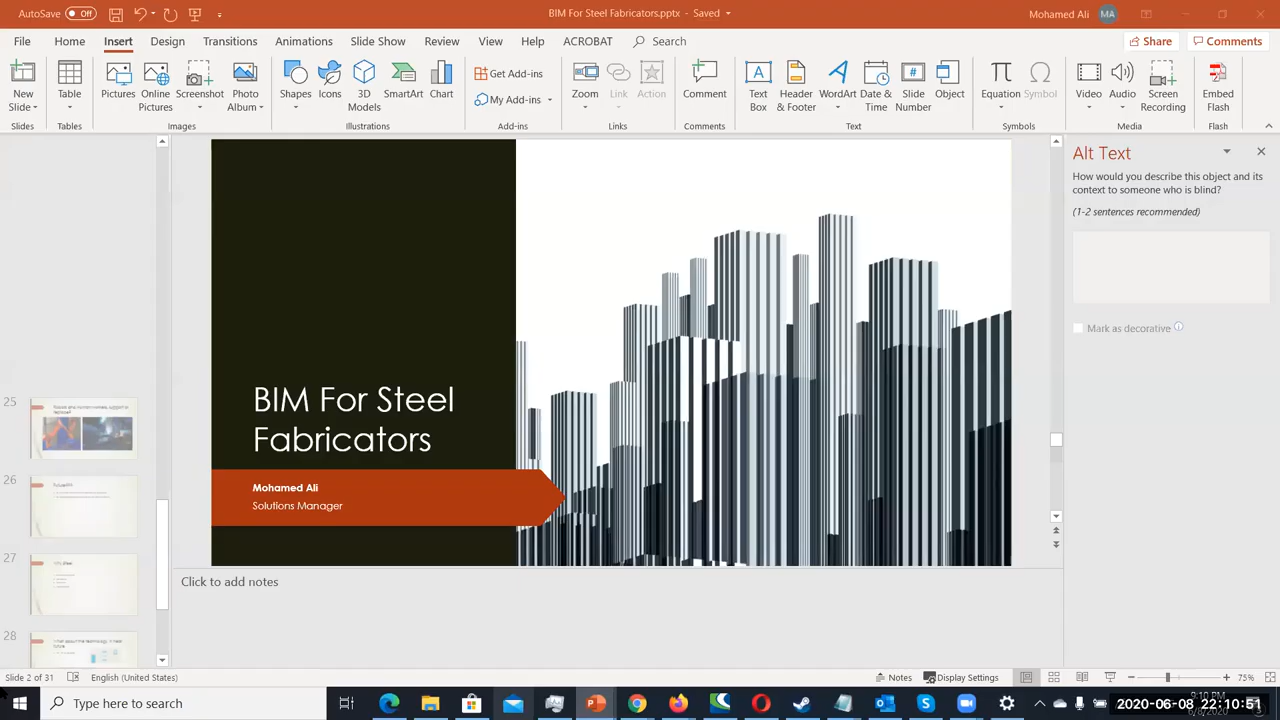 AutoSave Off
BIM For Steel Fabricators.pptx - Saved
Mohamed Ali MA
File Home Insert Design Transitions Animations Slide Show Review View Help ACROBAT Search Share Comments
New Slide
Table
Pictures
Online Pictures
Screenshot
Photo Album
Shapes
Icons
3D Models
SmartArt
Chart
Get Add-ins
My Add-ins
Zoom
Link
Action
Comment
Text Box
Header & Footer
WordArt
Date & Time
Slide Number
Object
Equation
Symbol
Video
Audio
Screen Recording
Embed Flash
Slides Tables Images Illustrations Add-ins Links Comments Text Symbols Media Flash
25
26
27
28
BIM For Steel
Fabricators
Mohamed Ali
Solutions Manager
Click to add notes
Alt Text
How would you describe this object and its
context to someone who is blind?
(1-2 sentences recommended)
Mark as decorative
Slide 2 of 31 English (United States) Notes Display Settings 75%
Type here to search
9:10 PM
2020-06-08 22:10:51